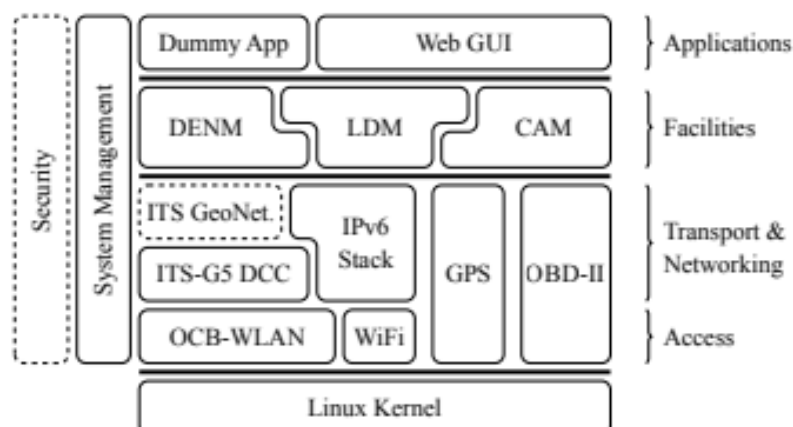 Security
System Management
Dummy App
Web GUI
Applications
DENM
LDM
CAM
Facilities
ITS GeoNet.
IPv6
Stack
ITS-G5 DCC
GPS
OBD-II
Transport &
Networking
OCB-WLAN
WiFi
Access
Linux Kernel